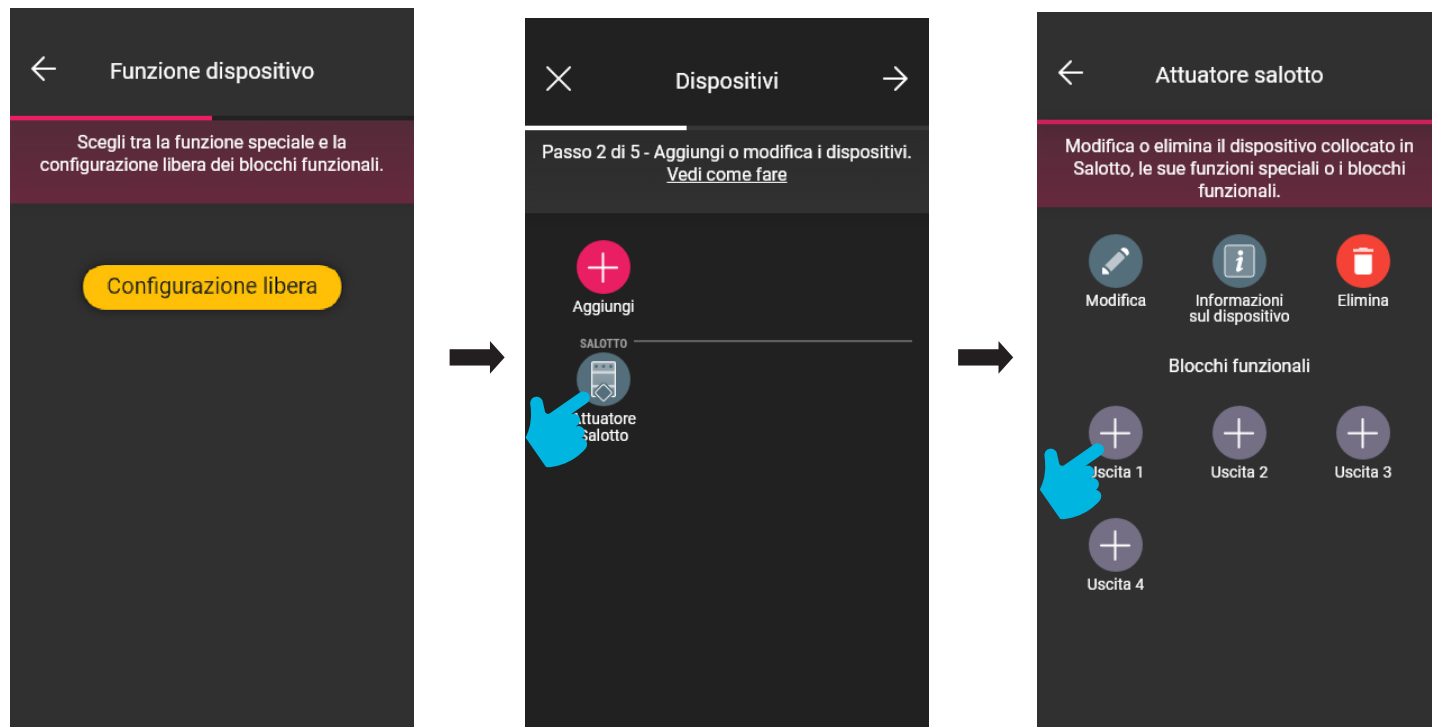 Funzione dispositivo
Scegli tra la funzione speciale e la
configurazione libera dei blocchi funzionali.
Configurazione libera
Dispositivi
Passo 2 di 5 - Aggiungi o modifica i dispositivi.
Vedi come fare
Aggiungi
SALOTTO
ttuatore
Salotto
Attuatore salotto
Modifica o elimina il dispositivo collocato in
Salotto, le sue funzioni speciali o i blocchi
funzionali.
Modifica
Informazioni
sul dispositivo
Elimina
Blocchi funzionali
Uscita 1
Uscita 2
Uscita 3
Uscita 4